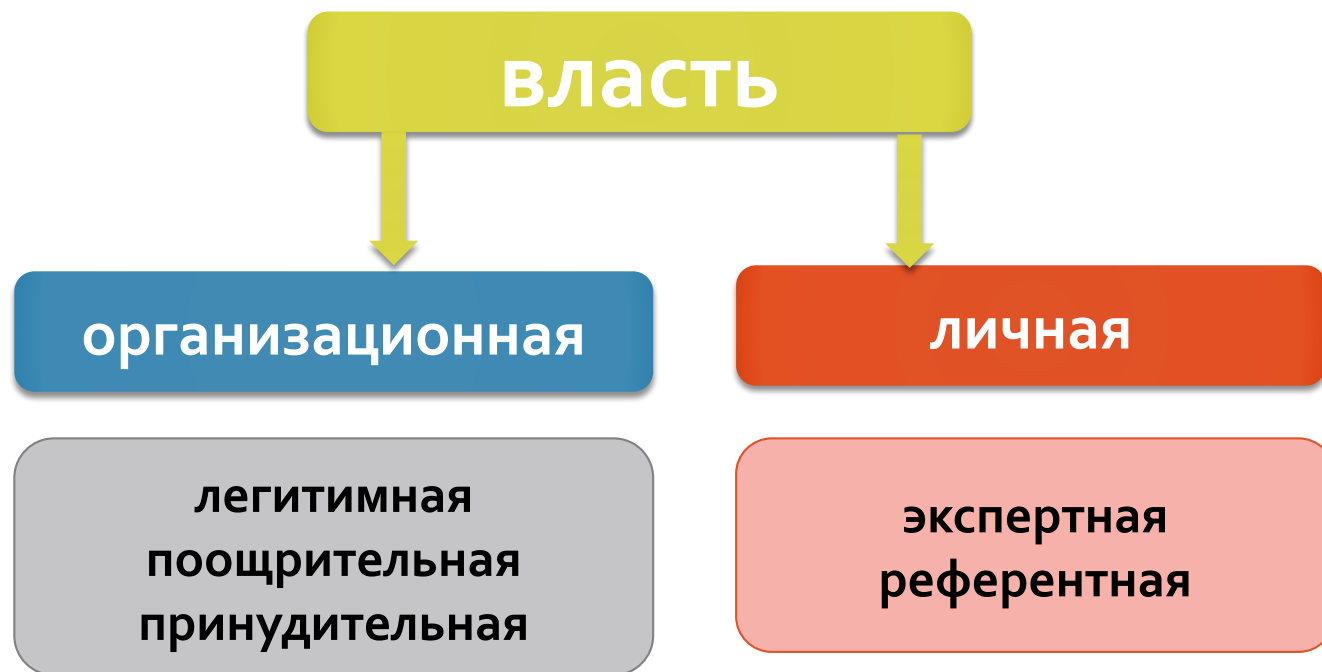 власть
организационная
личная
легитимная
поощрительная
принудительная
экспертная
референтная